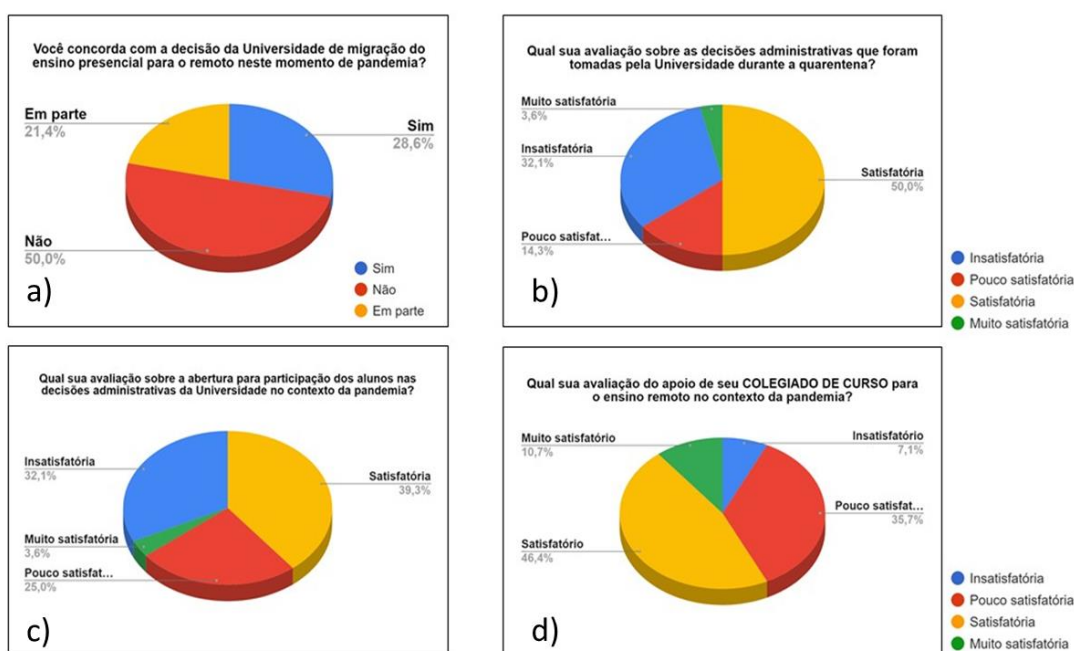 Você concorda com a decisão da Universidade de migração do
ensino presencial para o remoto neste momento de pandemia?
Em parte
21,4%
Sim
28,6%
Não
50,0%
Sim
Não
Em parte
a)
Qual sua avaliação sobre as decisões administrativas que foram
tomadas pela Universidade durante a quarentena?
Muito satisfatória
3,6%
Insatisfatória
32,1%
Satisfatória
50,0%
Pouco satisfat...
14,3%
b)
Insatisfatória
Pouco satisfatória
Satisfatória
Muito satisfatória
Qual sua avaliação sobre a abertura para participação dos alunos nas
decisões administrativas da Universidade no contexto da pandemia?
Insatisfatória
32,1%
Satisfatória
39,3%
Muito satisfatória
3,6%
Pouco satisfat...
25,0%
c)
Qual sua avaliação do apoio de seu COLEGIADO DE CURSO para
o ensino remoto no contexto da pandemia?
Muito satisfatório
10,7%
Insatisfatório
7,1%
Pouco satisfat...
35,7%
Satisfatório
46,4%
d)
Insatisfatória
Pouco satisfatória
Satisfatória
Muito satisfatória